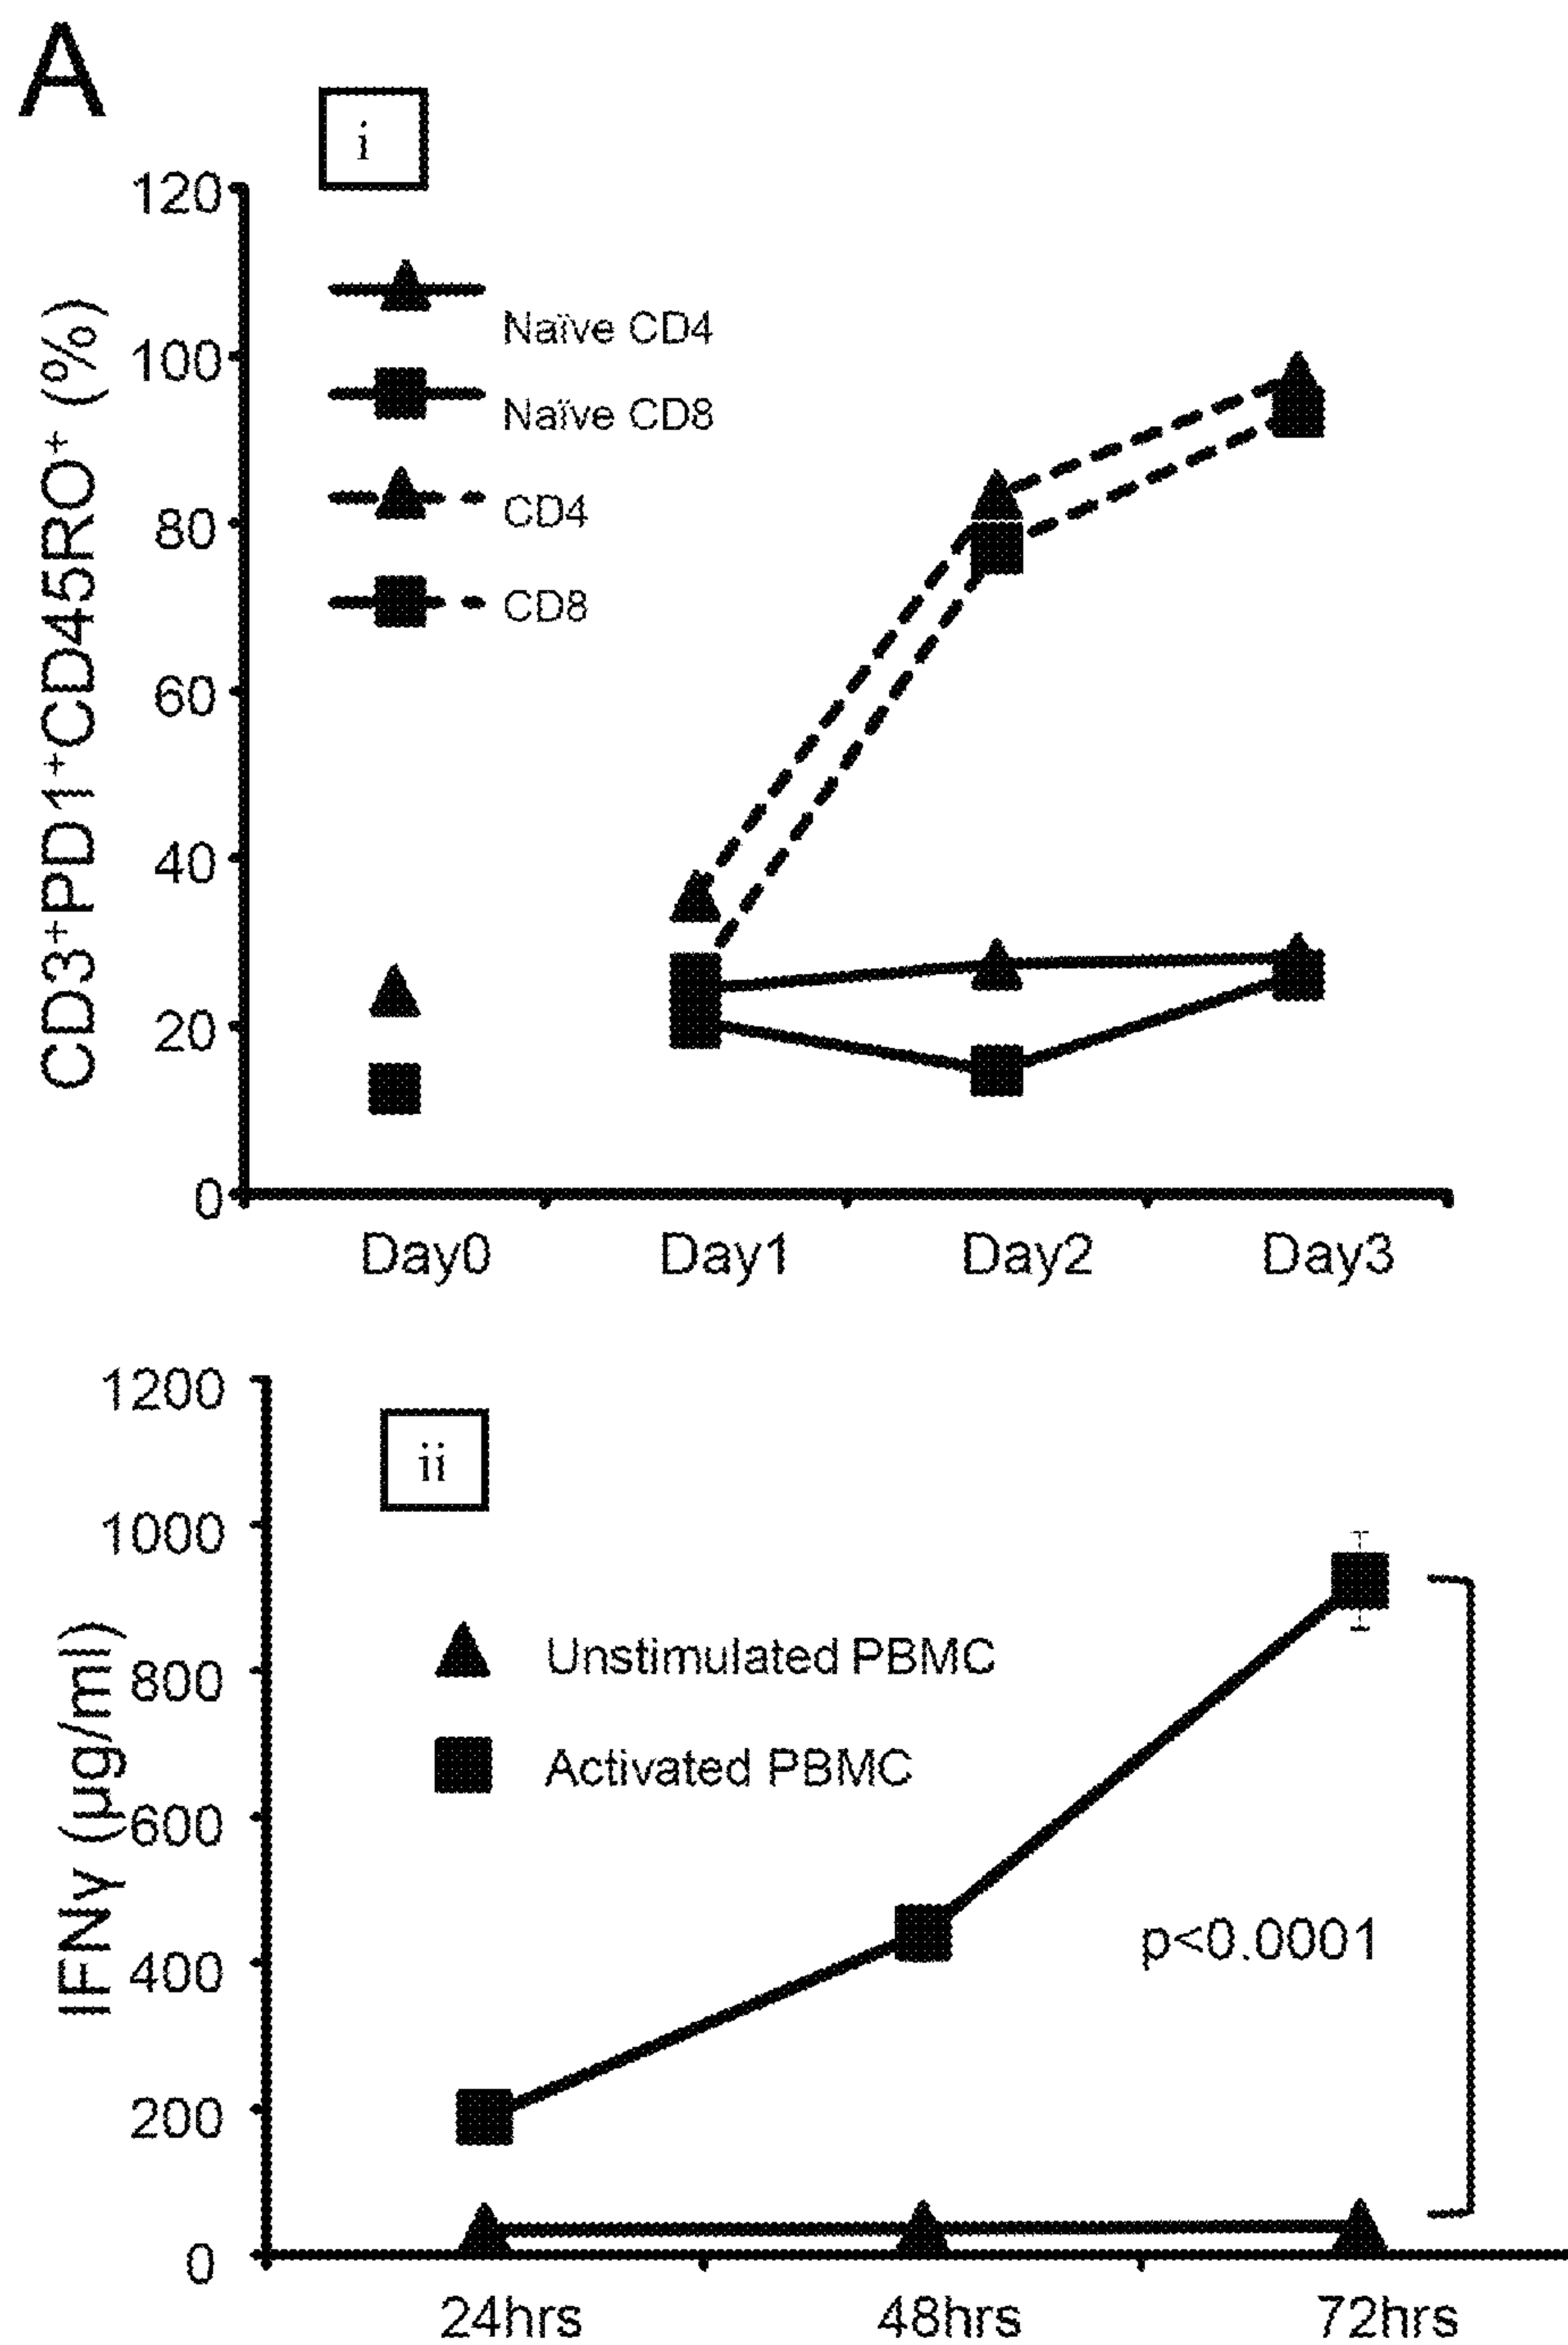 A
i
120
100
80
60
40
20
0
CD3⁺PD1⁺CD45RO⁺ (%)
Naïve CD4
Naïve CD8
CD4
CD8
Day0 Day1 Day2 Day3
ii
1200
1000
800
600
400
200
0
IFNγ (µg/ml)
Unstimulated PBMC
Activated PBMC
p<0.0001
24hrs 48hrs 72hrs